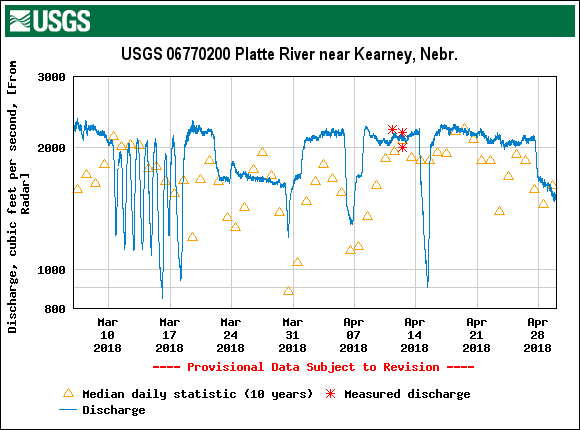 USGS
USGS 06770200 Platte River near Kearney, Nebr.
Discharge, cubic feet per second, [From Radar]
3000
2000
1000
800
Mar 10 2018
Mar 17 2018
Mar 24 2018
Mar 31 2018
Apr 07 2018
Apr 14 2018
Apr 21 2018
Apr 28 2018
---- Provisional Data Subject to Revision ----
Median daily statistic (10 years)
Measured discharge
Discharge